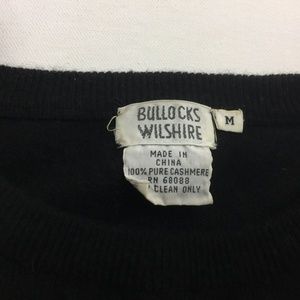 BULLOCKS
WILSHIRE
M
MADE IN
CHINA
100% PURE CASHMERE
RN 68088
CLEAN ONLY